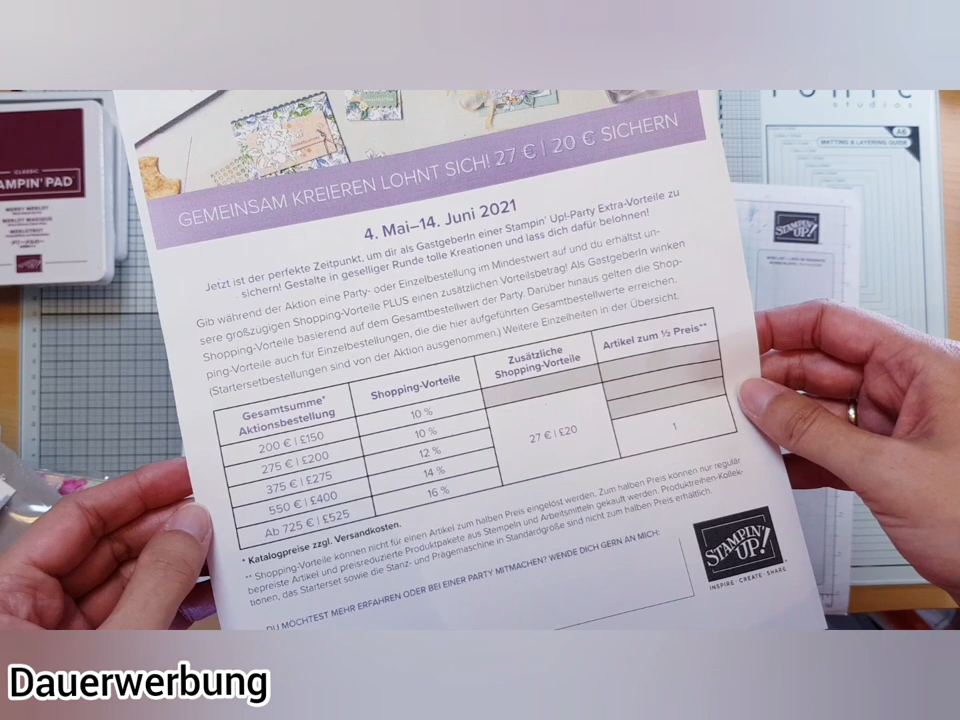 GEMEINSAM KREIEREN LOHNT SICH! 27 € | 20 € SICHERN
4. Mai–14. Juni 2021
Jetzt ist der perfekte Zeitpunkt, um dir als GastgeberIn einer Stampin' Up!-Party Extra-Vorteile zu
sichern! Gestalte in geselliger Runde tolle Kreationen und lass dich dafür belohnen!
Gib während der Aktion eine Party- oder Einzelbestellung im Mindestwert auf und du erhältst un-
sere großzügigen Shopping-Vorteile PLUS einen zusätzlichen Vorteilsbetrag! Als GastgeberIn winken
Shopping-Vorteile basierend auf dem Gesamtbestellwert der Party. Darüber hinaus gelten die Shop-
ping-Vorteile auch für Einzelbestellungen, die die hier aufgeführten Gesamtbestellwerte erreichen.
(Startersetbestellungen sind von der Aktion ausgenommen.) Weitere Einzelheiten in der Übersicht.
Gesamtsumme* Aktionsbestellung
Shopping-Vorteile
Zusätzliche Shopping-Vorteile
Artikel zum ½ Preis**
200 € | £150
10 %
275 € | £200
10 %
375 € | £275
12 %
27 € | £20
550 € | £400
14 %
1
Ab 725 € | £525
16 %
* Katalogpreise zzgl. Versandkosten.
** Shopping-Vorteile können nicht für einen Artikel zum halben Preis eingelöst werden. Zum halben Preis können nur regulär
bepreiste Artikel und preisreduzierte Produktpakete aus Stempeln und Arbeitsmitteln gekauft werden. Produktreihen-Kollek-
tionen, das Starterset sowie die Stanz- und Prägemaschine in Standardgröße sind nicht zum halben Preis erhältlich.
DU MÖCHTEST MEHR ERFAHREN ODER BEI EINER PARTY MITMACHEN? WENDE DICH GERN AN MICH:
STAMPIN' UP!
INSPIRE · CREATE · SHARE
CLASSIC
AMPIN' PAD
MERRY MERLOT
MERLOT MAGIQUE
MERLOTROT
studios
A6
MATTING & LAYERING GUIDE
STAMPIN' UP!
Dauerwerbung